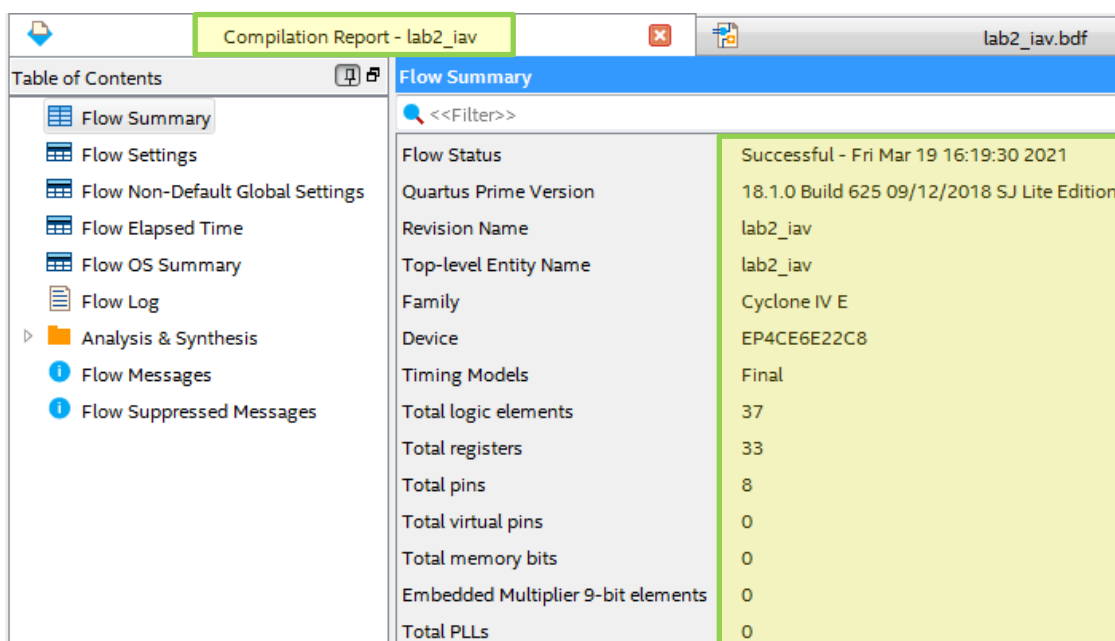 Compilation Report - lab2_iav
lab2_iav.bdf
Table of Contents
Flow Summary
Flow Settings
Flow Non-Default Global Settings
Flow Elapsed Time
Flow OS Summary
Flow Log
Analysis & Synthesis
Flow Messages
Flow Suppressed Messages
Flow Summary
<<Filter>>
Flow Status Successful - Fri Mar 19 16:19:30 2021
Quartus Prime Version 18.1.0 Build 625 09/12/2018 SJ Lite Edition
Revision Name lab2_iav
Top-level Entity Name lab2_iav
Family Cyclone IV E
Device EP4CE6E22C8
Timing Models Final
Total logic elements 37
Total registers 33
Total pins 8
Total virtual pins 0
Total memory bits 0
Embedded Multiplier 9-bit elements 0
Total PLLs 0